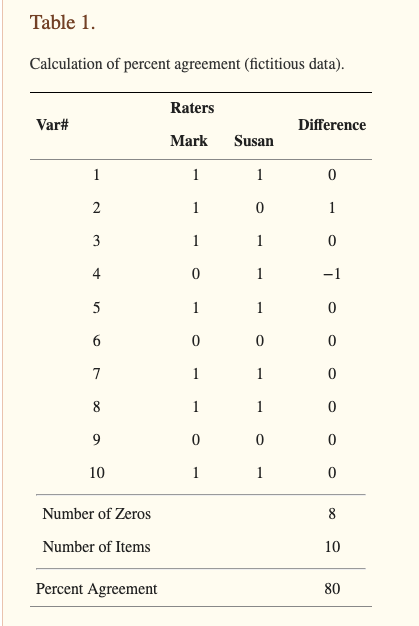 Table 1.
Calculation of percent agreement (fictitious data).
Var# Raters Difference
Mark Susan
1 1 1 0
2 1 0 1
3 1 1 0
4 0 1 −1
5 1 1 0
6 0 0 0
7 1 1 0
8 1 1 0
9 0 0 0
10 1 1 0
Number of Zeros 8
Number of Items 10
Percent Agreement 80